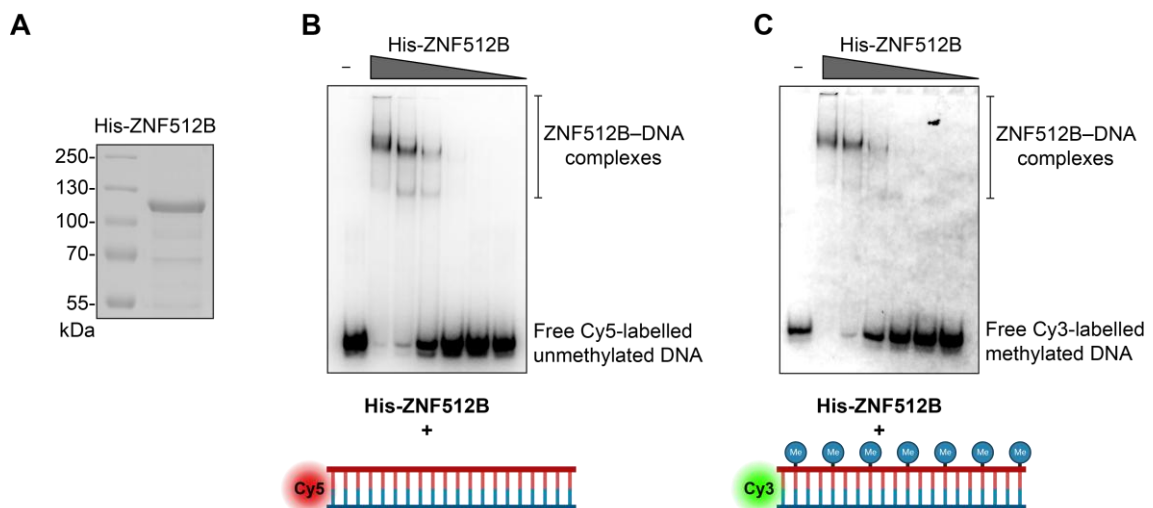 A
His-ZNF512B
250-
130-
100-
70-
55-
kDa
B
His-ZNF512B
–
ZNF512B–DNA
complexes
Free Cy5-labelled
unmethylated DNA
His-ZNF512B
+
Cy5
C
His-ZNF512B
–
ZNF512B–DNA
complexes
Free Cy3-labelled
methylated DNA
His-ZNF512B
+
Me Me Me Me Me Me Me
Cy3